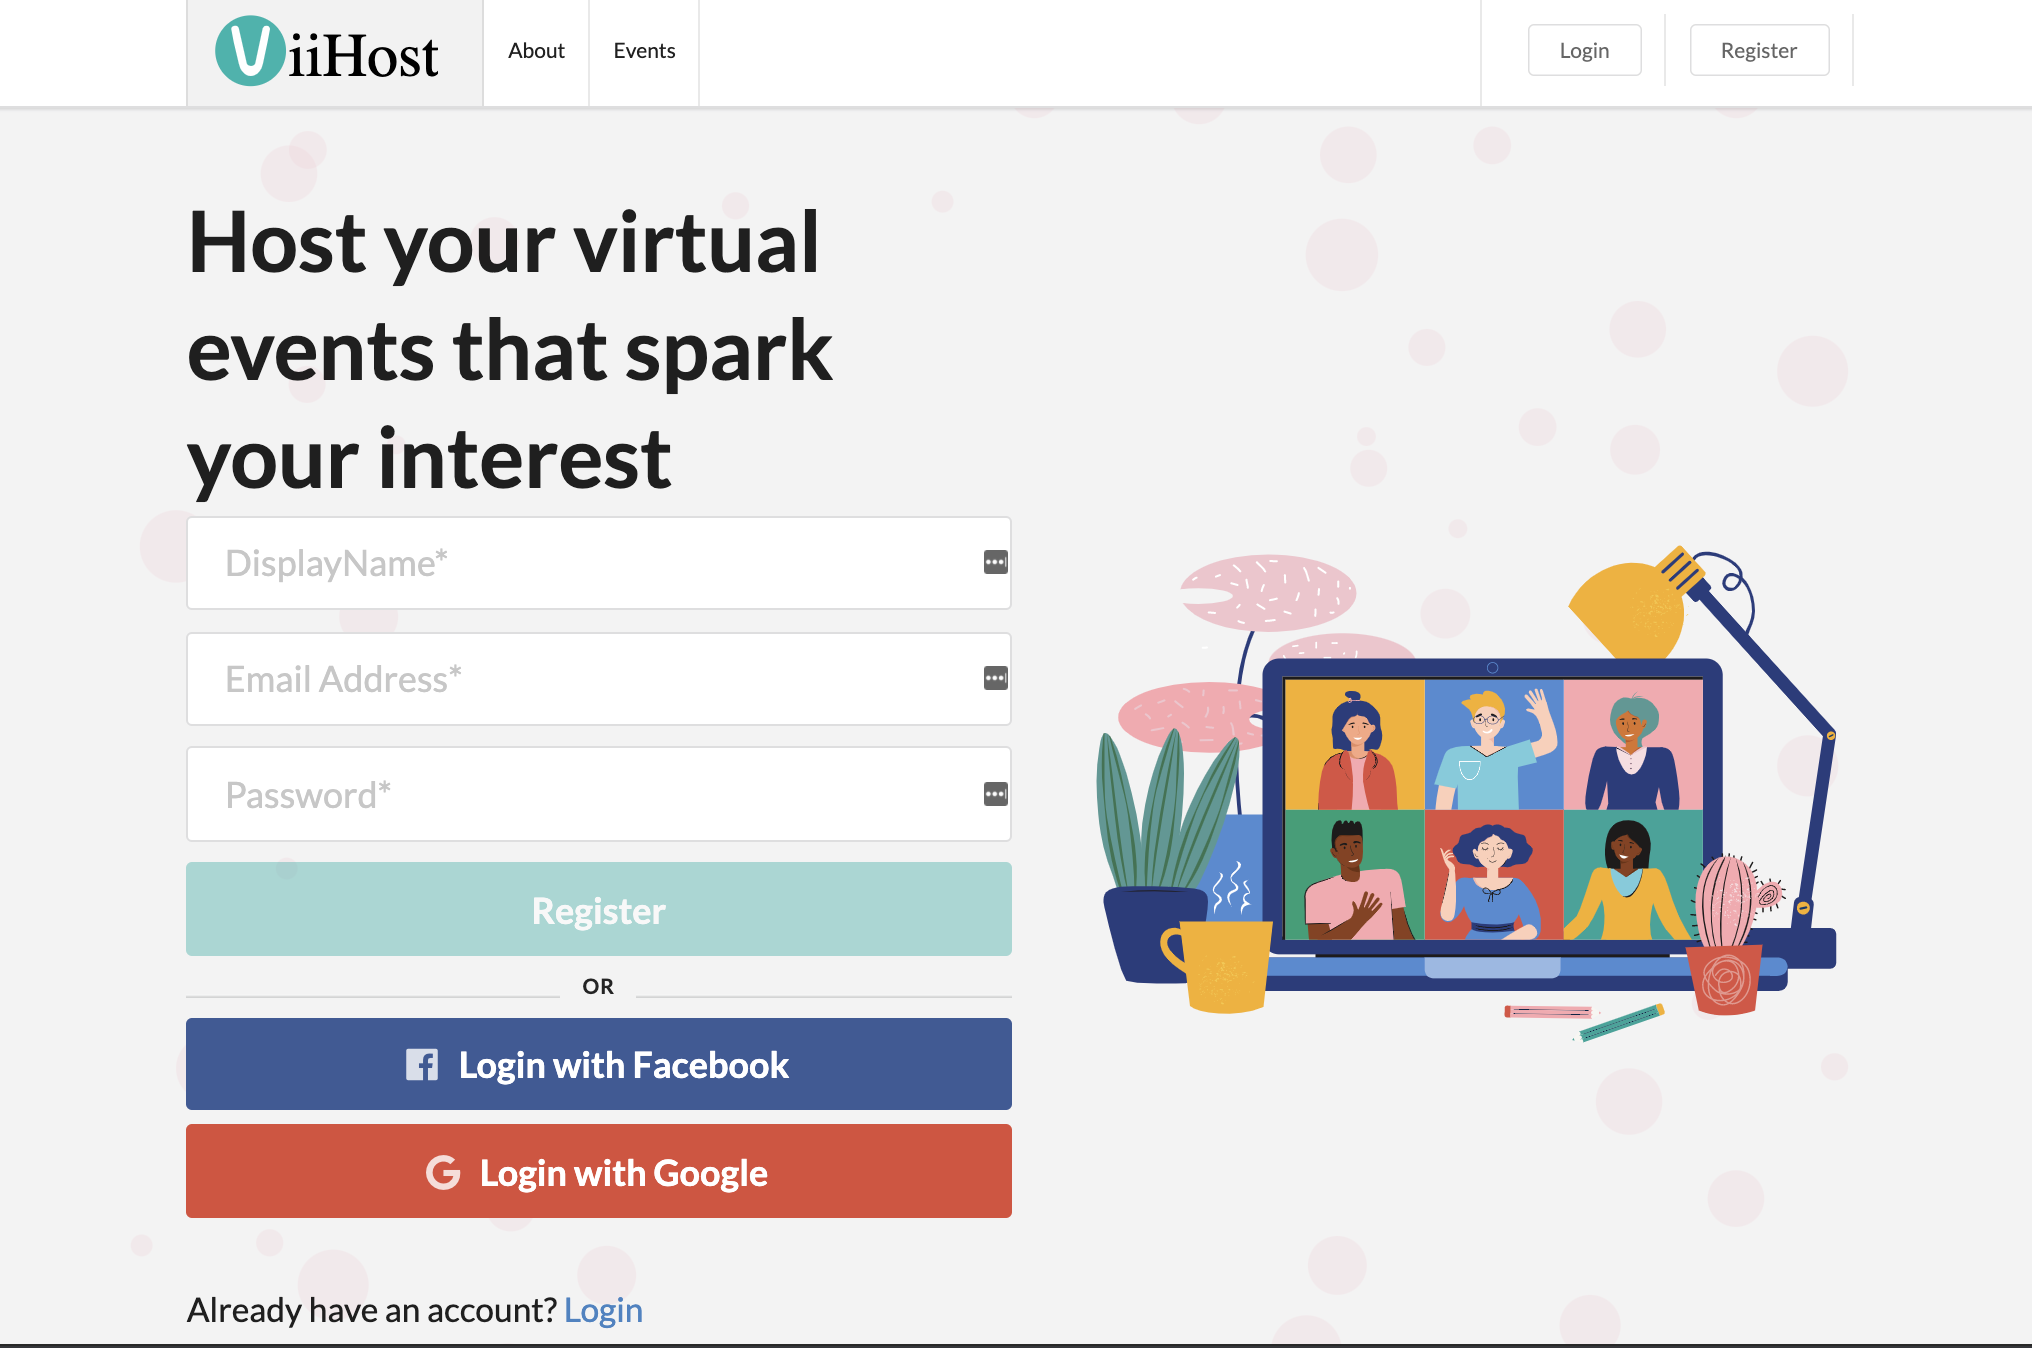 ViiHost
About
Events
Login
Register
Host your virtual
events that spark
your interest
DisplayName*
Email Address*
Password*
Register
OR
Login with Facebook
Login with Google
Already have an account? Login